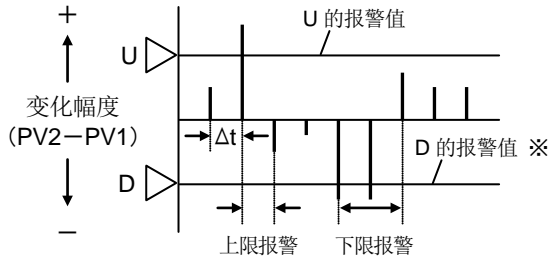 +
U 的报警值
U
变化幅度
(PV2－PV1)
Δt
D 的报警值 ※
D
－
上限报警
下限报警